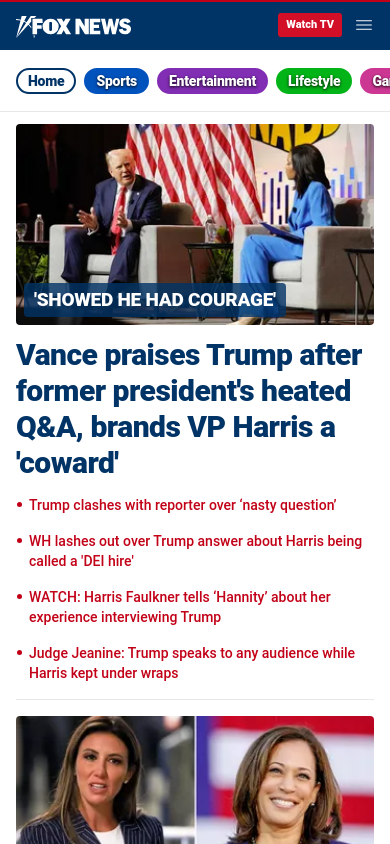 FOX NEWS
Watch TV
Home
Sports
Entertainment
Lifestyle
'SHOWED HE HAD COURAGE'
Vance praises Trump after
former president's heated
Q&A, brands VP Harris a
'coward'
Trump clashes with reporter over ‘nasty question’
WH lashes out over Trump answer about Harris being
called a 'DEI hire'
WATCH: Harris Faulkner tells ‘Hannity’ about her
experience interviewing Trump
Judge Jeanine: Trump speaks to any audience while
Harris kept under wraps